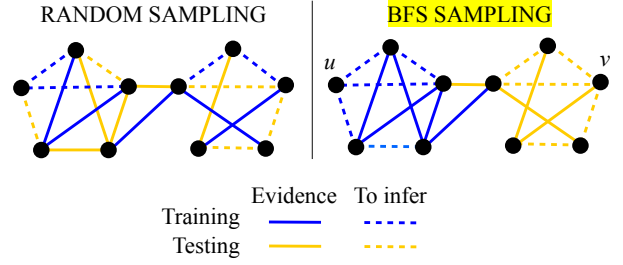 RANDOM SAMPLING
BFS SAMPLING
u
v
Evidence To infer
Training
Testing